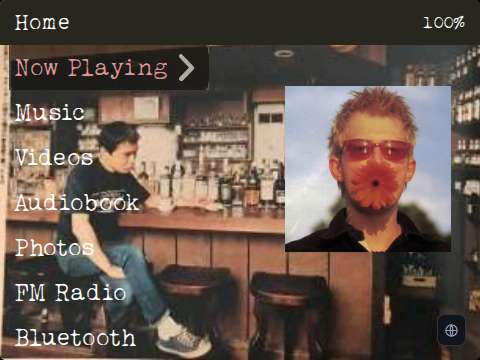 Home
100%
Now Playing
Music
Videos
Audiobook
Photos
FM Radio
Bluetooth